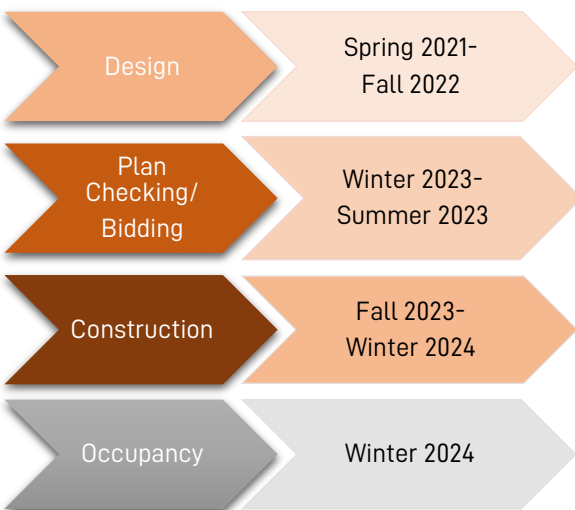 Design
Spring 2021-
Fall 2022
Plan
Checking/
Bidding
Winter 2023-
Summer 2023
Construction
Fall 2023-
Winter 2024
Occupancy
Winter 2024